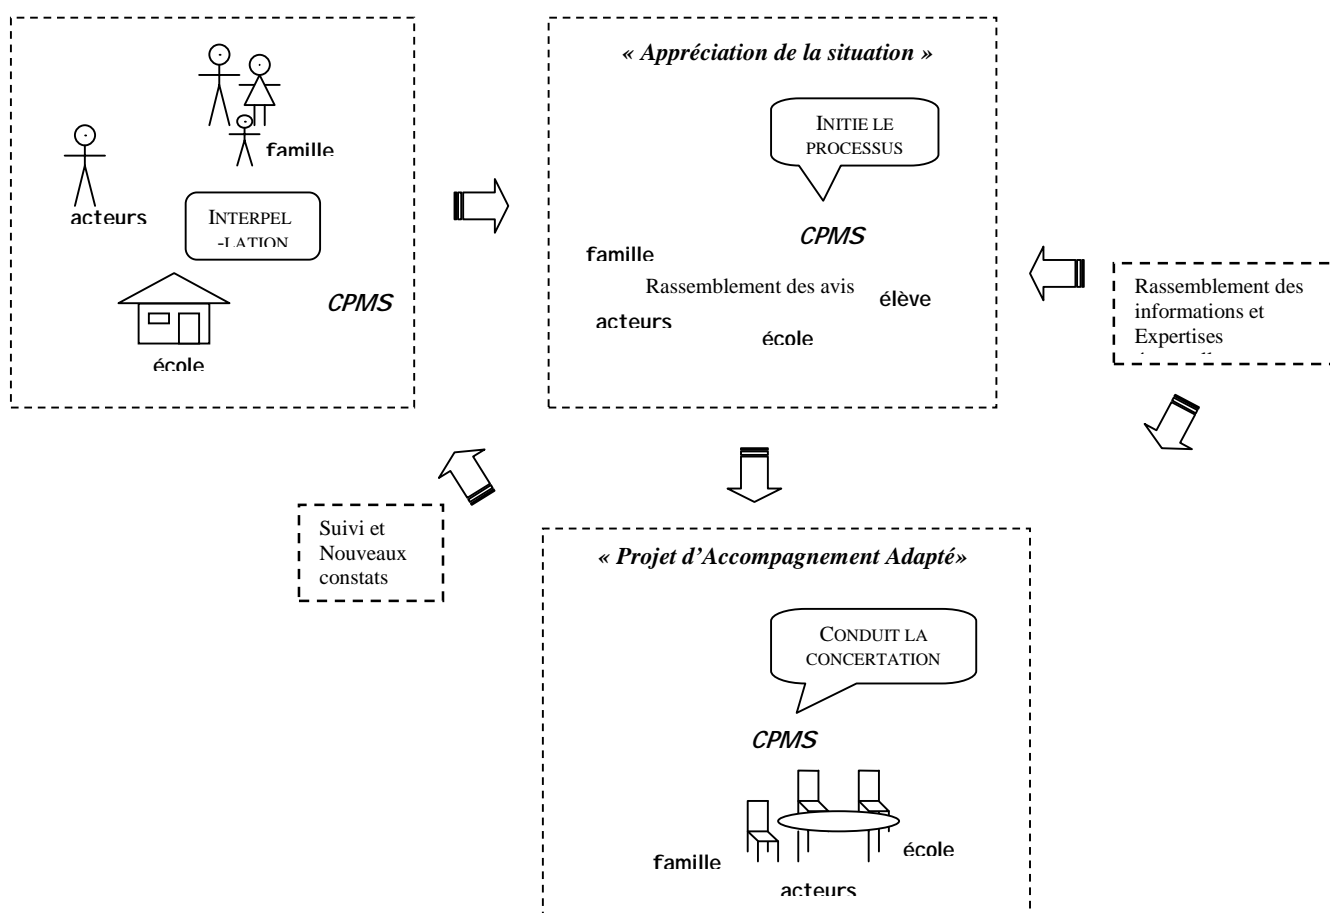 famille
acteurs
INTERPEL
-LATION
CPMS
école
« Appréciation de la situation »
INITIE LE
PROCESSUS
CPMS
famille
Rassemblement des avis
élève
acteurs
école
Rassemblement des
informations et
Expertises
Suivi et
Nouveaux
constats
« Projet d’Accompagnement Adapté»
CONDUIT LA
CONCERTATION
CPMS
famille
école
acteurs